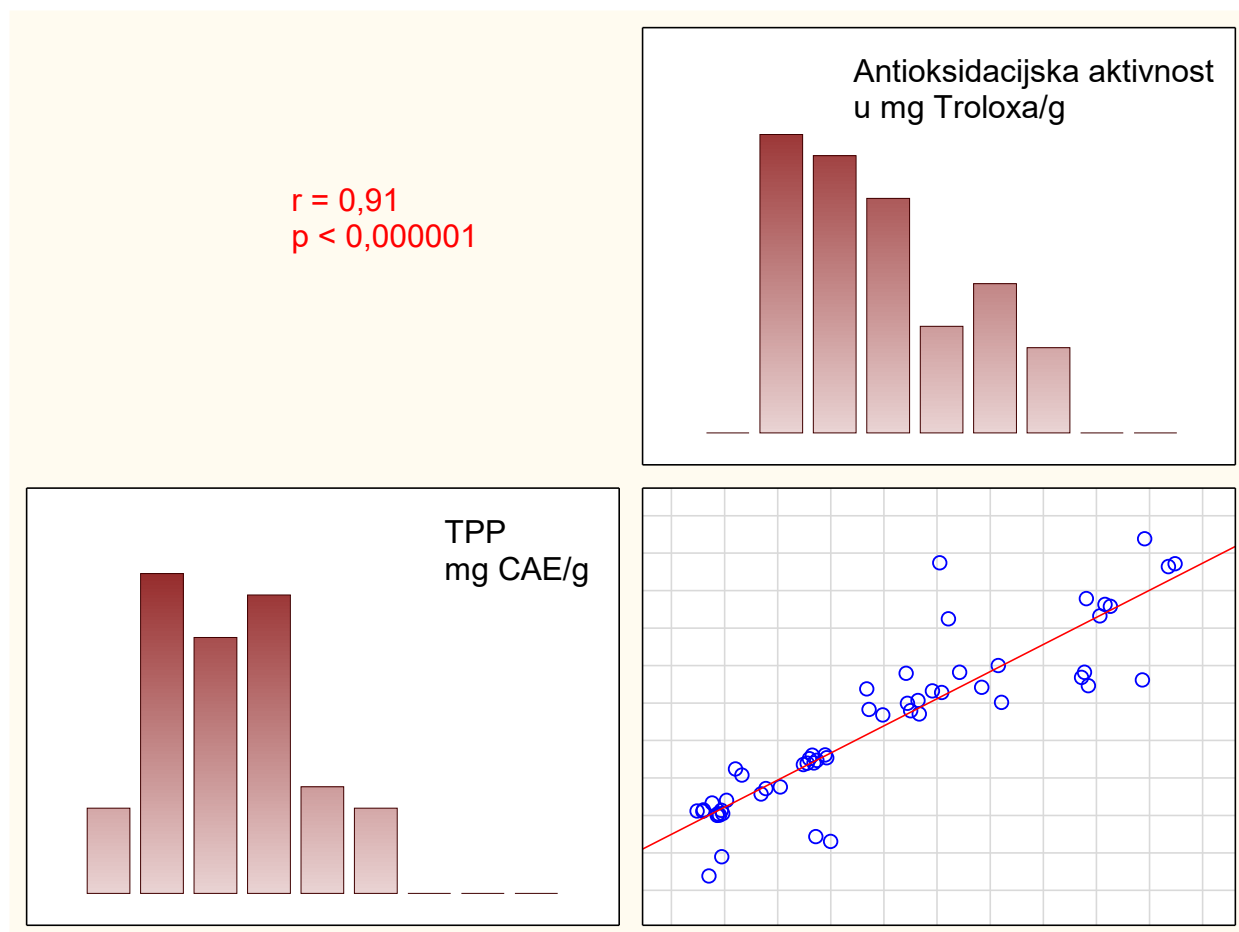 Antioksidacijska aktivnost
u mg Troloxa/g
r = 0,91
p < 0,000001
TPP
mg CAE/g